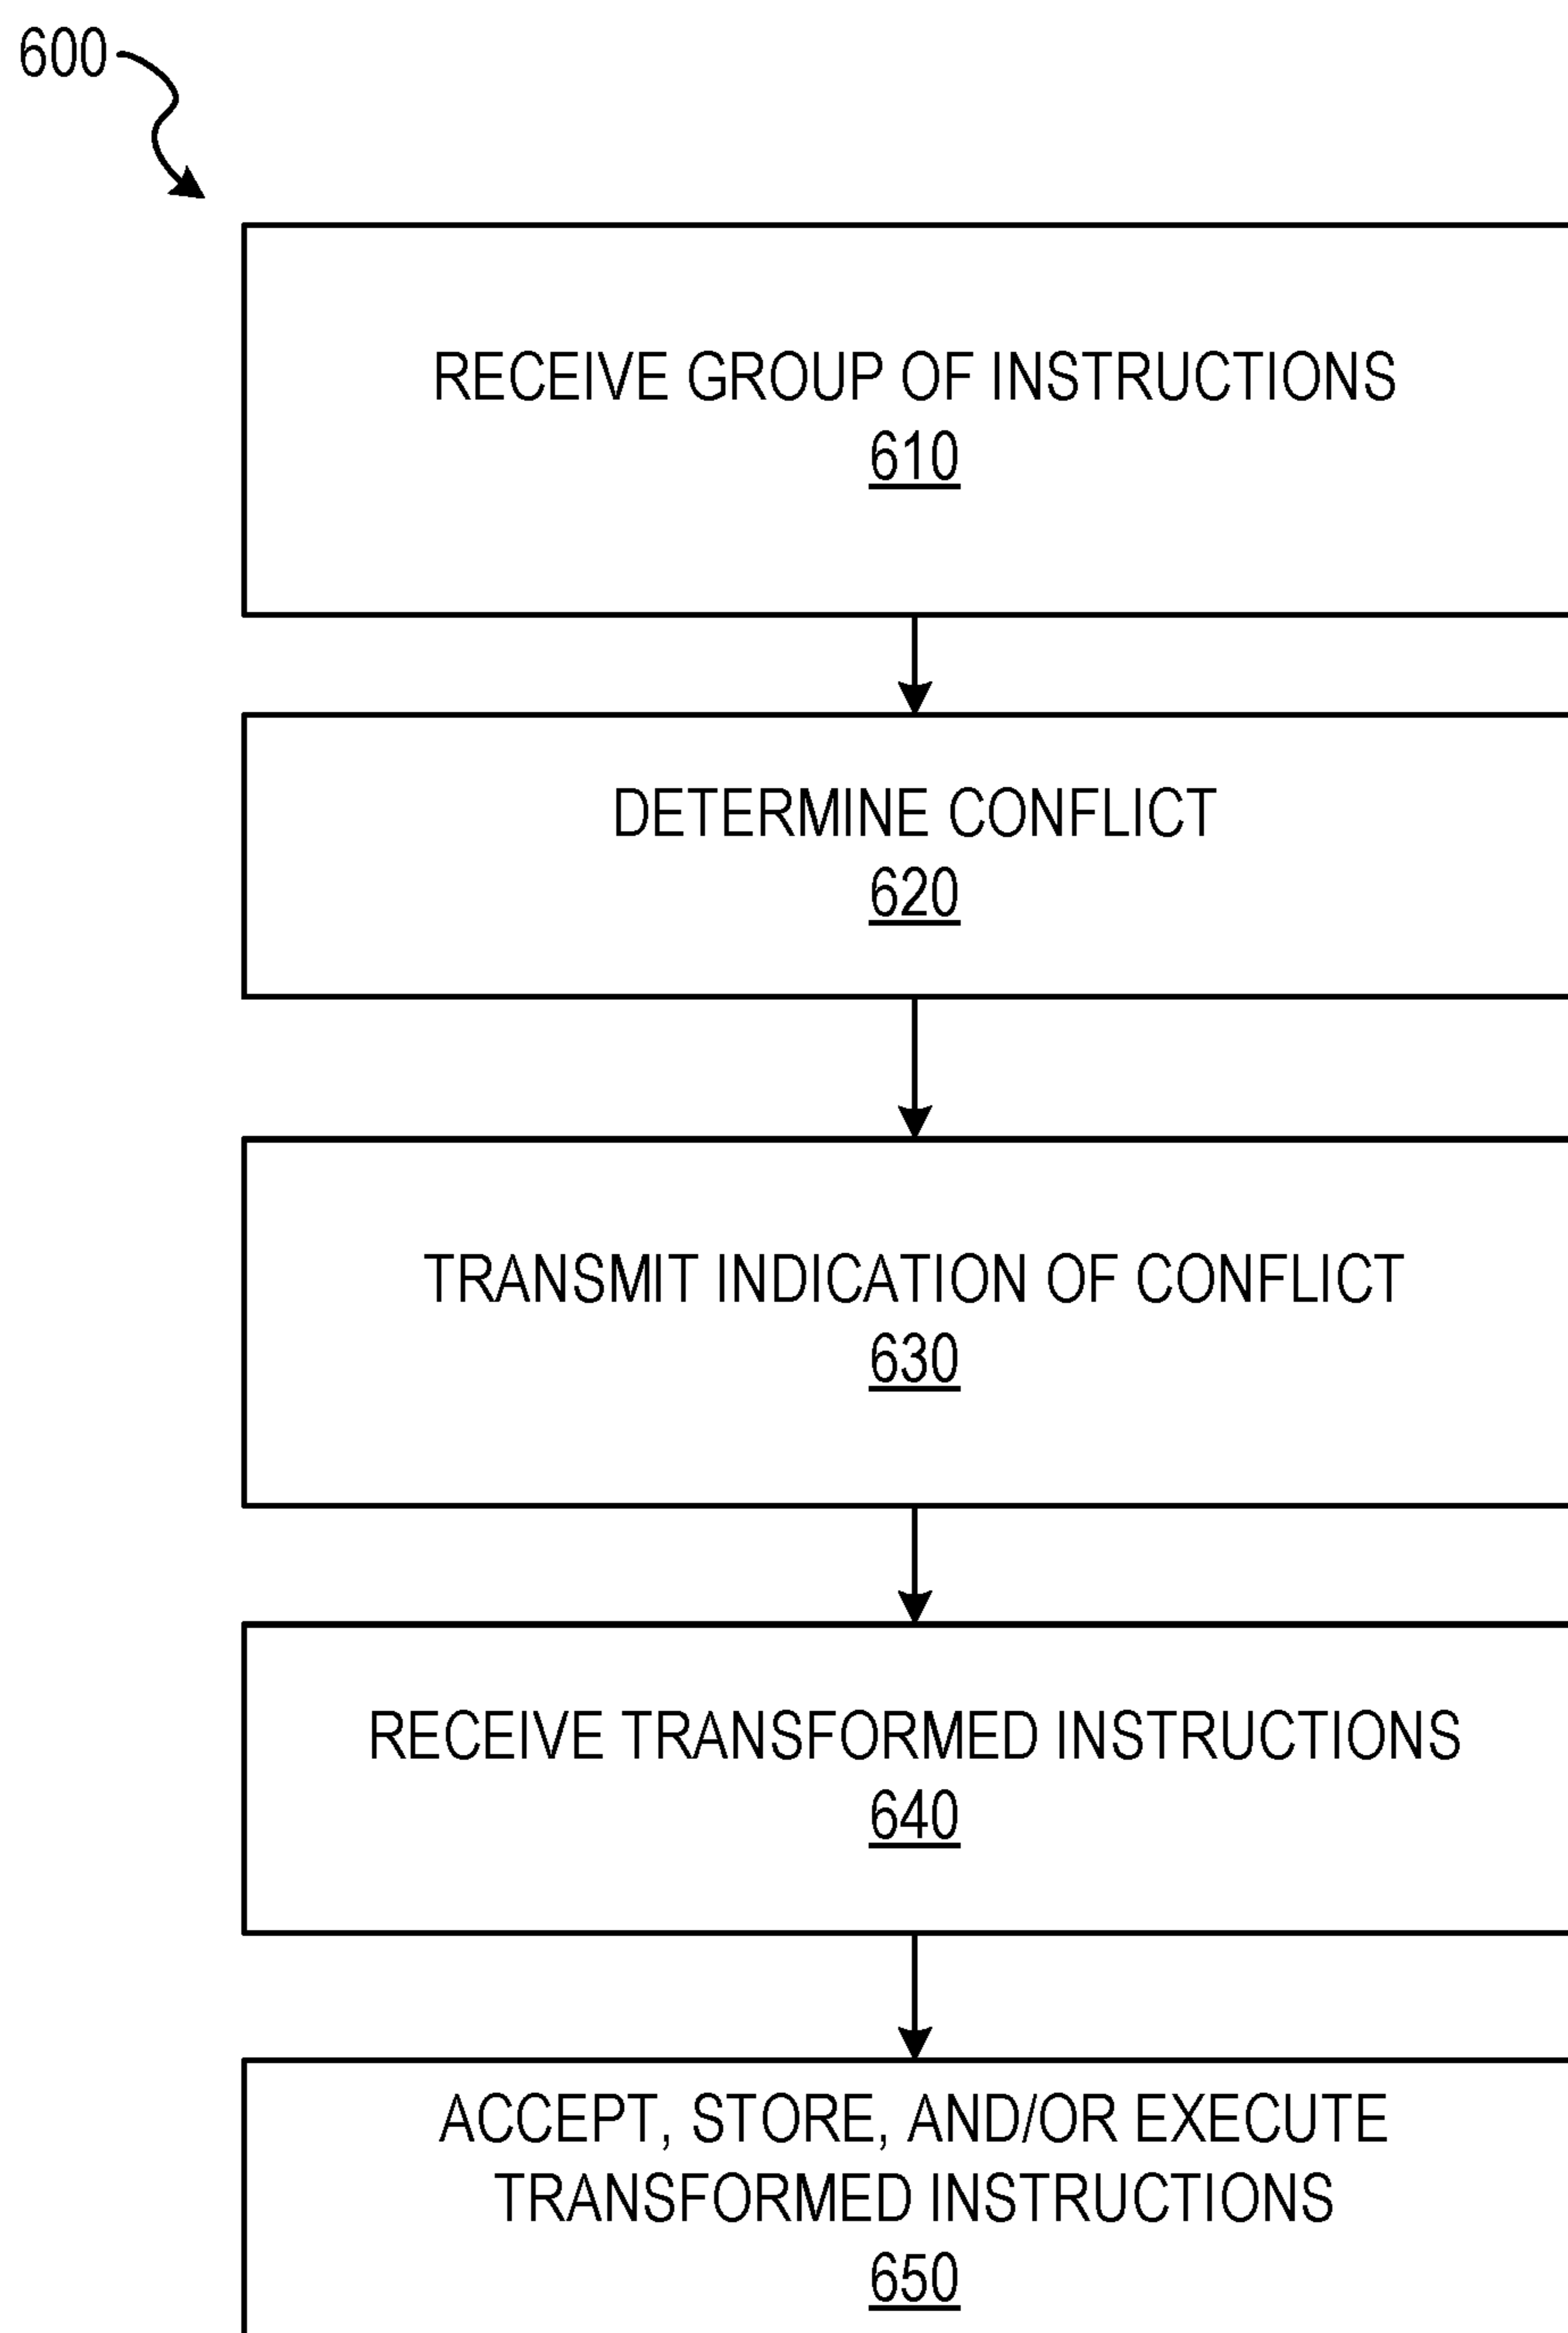 600
RECEIVE GROUP OF INSTRUCTIONS
610
DETERMINE CONFLICT
620
TRANSMIT INDICATION OF CONFLICT
630
RECEIVE TRANSFORMED INSTRUCTIONS
640
ACCEPT, STORE, AND/OR EXECUTE
TRANSFORMED INSTRUCTIONS
650